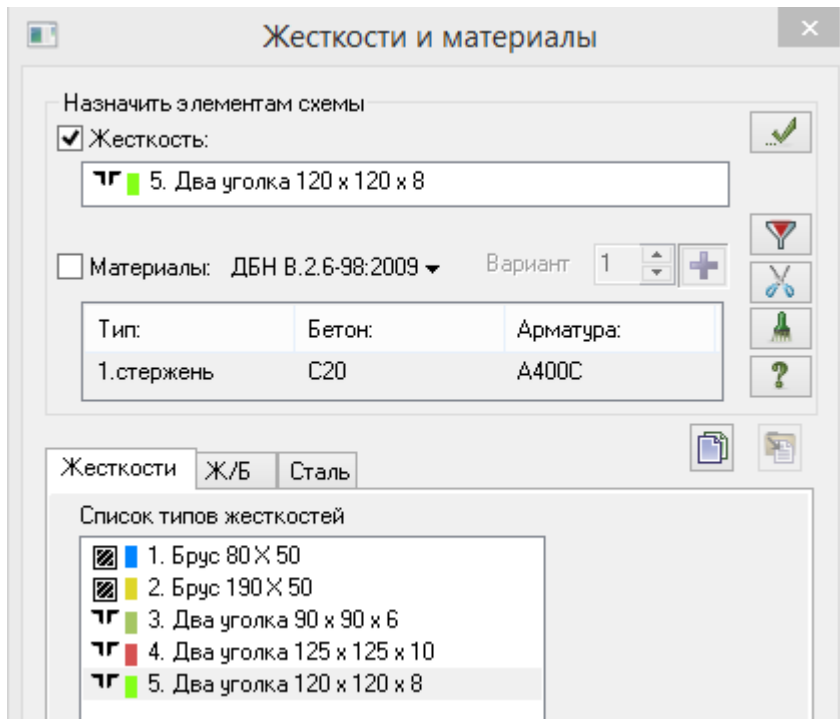 Жесткости и материалы
Назначить элементам схемы
Жесткость:
5. Два уголка 120 x 120 x 8
Материалы: ДБН В.2.6-98:2009 Вариант 1
Тип: Бетон: Арматура:
1.стержень С20 А400С
Жесткости Ж/Б Сталь
Список типов жесткостей
1. Брус 80 X 50
2. Брус 190 X 50
3. Два уголка 90 x 90 x 6
4. Два уголка 125 x 125 x 10
5. Два уголка 120 x 120 x 8